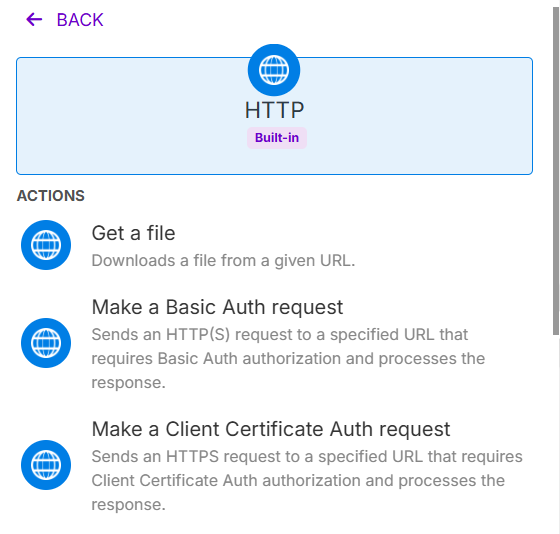 BACK
HTTP
Built-in
ACTIONS
Get a file
Downloads a file from a given URL.
Make a Basic Auth request
Sends an HTTP(S) request to a specified URL that
requires Basic Auth authorization and processes the
response.
Make a Client Certificate Auth request
Sends an HTTPS request to a specified URL that requires
Client Certificate Auth authorization and processes the
response.